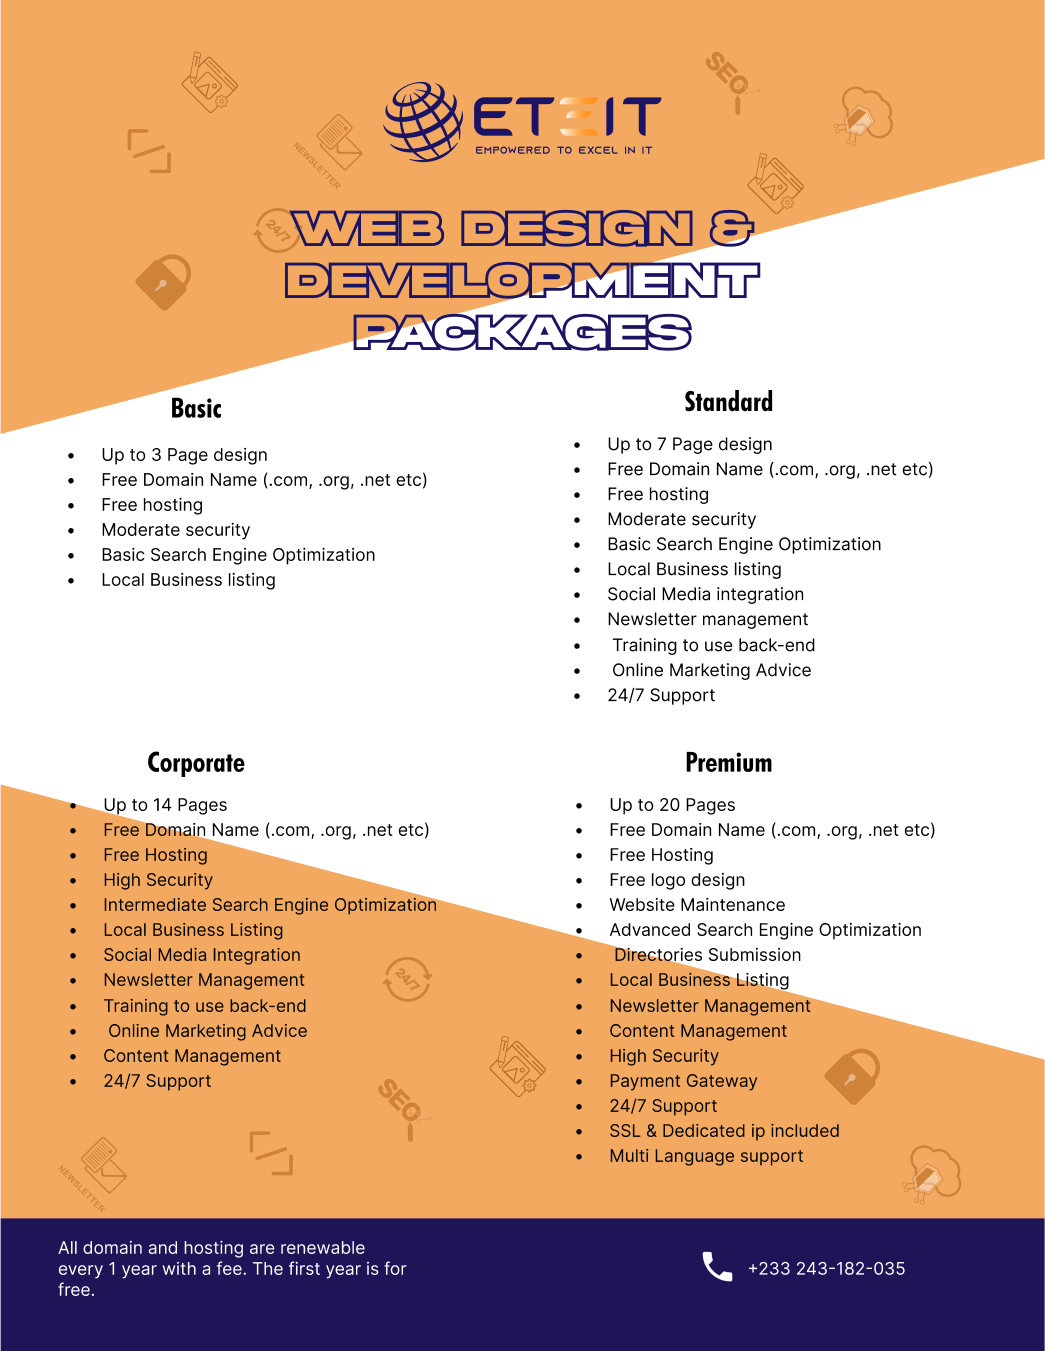 SEO
NEWSLETTER
ETEIT
EMPOWERED TO EXCEL IN IT
24/7
WEB DESIGN &
DEVELOPMENT
PACKAGES
Basic
• Up to 3 Page design
• Free Domain Name (.com, .org, .net etc)
• Free hosting
• Moderate security
• Basic Search Engine Optimization
• Local Business listing
Standard
• Up to 7 Page design
• Free Domain Name (.com, .org, .net etc)
• Free hosting
• Moderate security
• Basic Search Engine Optimization
• Local Business listing
• Social Media integration
• Newsletter management
• Training to use back-end
• Online Marketing Advice
• 24/7 Support
Corporate
• Up to 14 Pages
• Free Domain Name (.com, .org, .net etc)
• Free Hosting
• High Security
• Intermediate Search Engine Optimization
• Local Business Listing
• Social Media Integration
• Newsletter Management
• Training to use back-end
• Online Marketing Advice
• Content Management
• 24/7 Support
Premium
• Up to 20 Pages
• Free Domain Name (.com, .org, .net etc)
• Free Hosting
• Free logo design
• Website Maintenance
• Advanced Search Engine Optimization
• Directories Submission
• Local Business Listing
• Newsletter Management
• Content Management
• High Security
• Payment Gateway
• 24/7 Support
• SSL & Dedicated ip included
• Multi Language support
24/7
SEO
NEWSLETTER
All domain and hosting are renewable
every 1 year with a fee. The first year is for
free.
+233 243-182-035